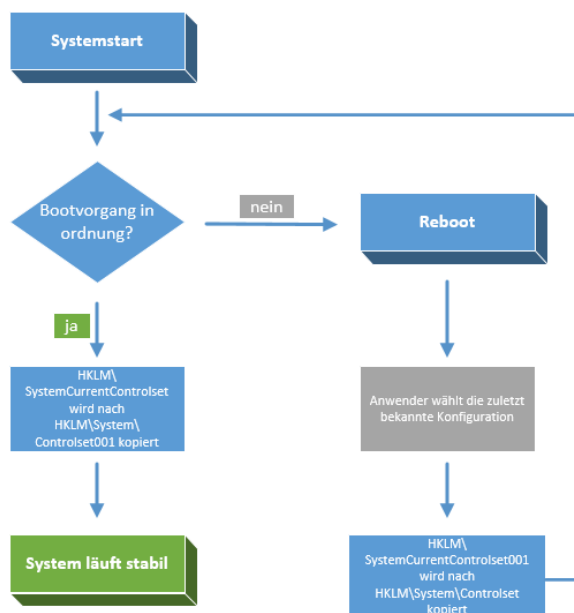 Systemstart
Bootvorgang in
ordnung?
nein
Reboot
ja
HKLM\
SystemCurrentControlset
wird nach
HKLM\System\
Controlset001 kopiert
Anwender wählt die zuletzt
bekannte Konfiguration
System läuft stabil
HKLM\
SystemCurrentControlset001
wird nach
HKLM\System\Controlset
kopiert